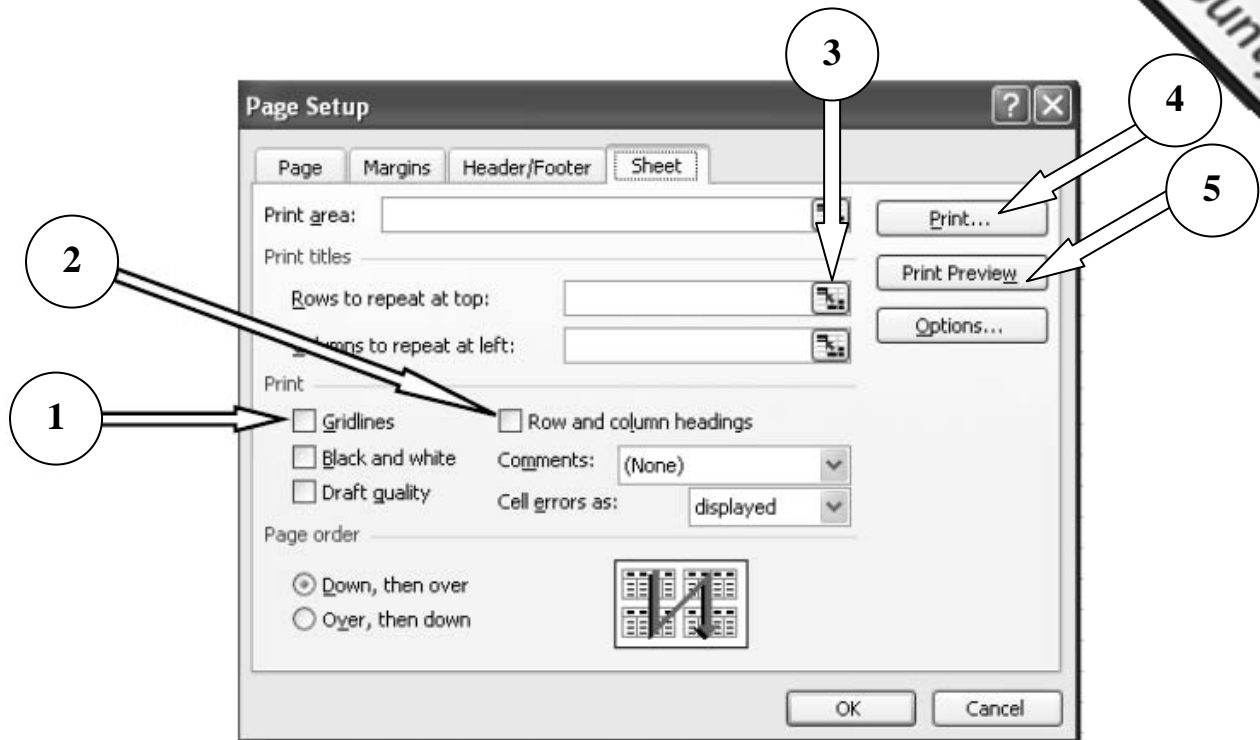 3
4
Page Setup
5
Page Margins Header/Footer Sheet
Print area:
Print...
2
Print titles
Print Preview
Rows to repeat at top:
Options...
to repeat at left:
Print
1
Gridlines
Row and column headings
Black and white
Comments: (None)
Draft quality
Cell errors as: displayed
Page order
Down, then over
Over, then down
OK Cancel